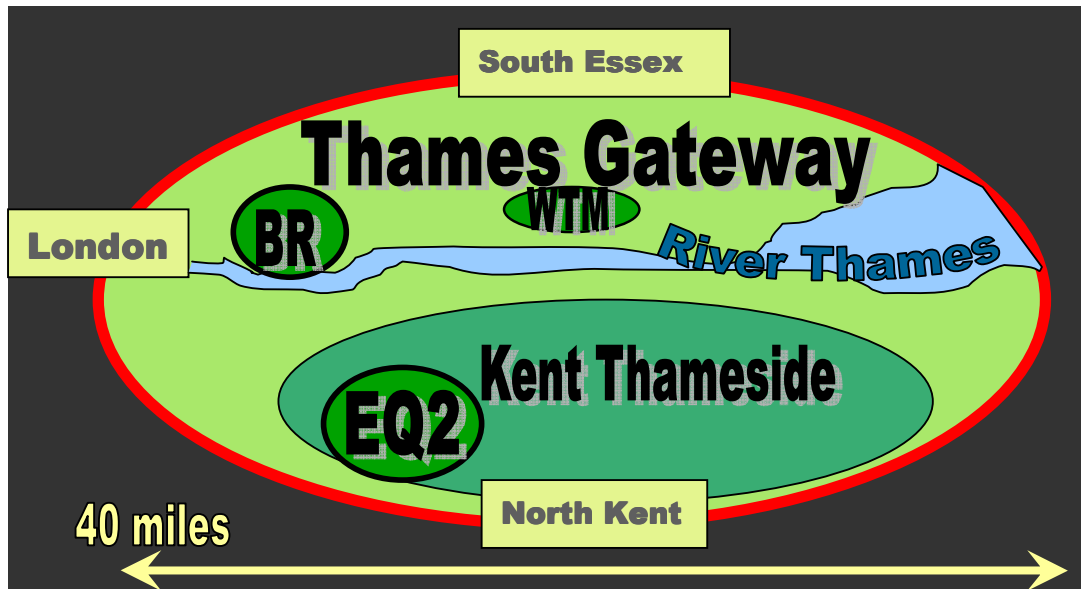 South Essex
Thames Gateway
WTM
BR
London
River Thames
Kent Thameside
EQ2
North Kent
40 miles